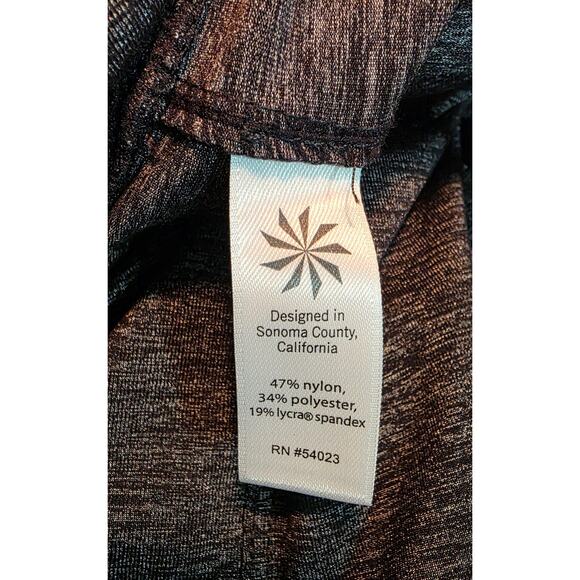 Designed in
Sonoma County,
California
47% nylon,
34% polyester,
19% lycra® spandex
RN #54023